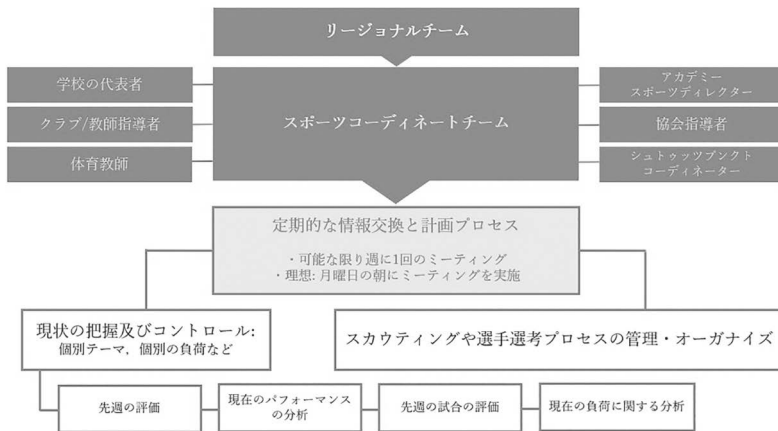 リージョナルチーム
学校の代表者
クラブ/教師指導者
体育教師
スポーツコーディネートチーム
アカデミー
スポーツディレクター
協会指導者
シュトゥッツプンクト
コーディネーター
定期的な情報交換と計画プロセス
・可能な限り週に1回のミーティング
・理想: 月曜日の朝にミーティングを実施
現状の把握及びコントロール:
個別テーマ，個別の負荷など
スカウティングや選手選考プロセスの管理・オーガナイズ
先週の評価
現在のパフォーマンス
の分析
先週の試合の評価
現在の負荷に関する分析